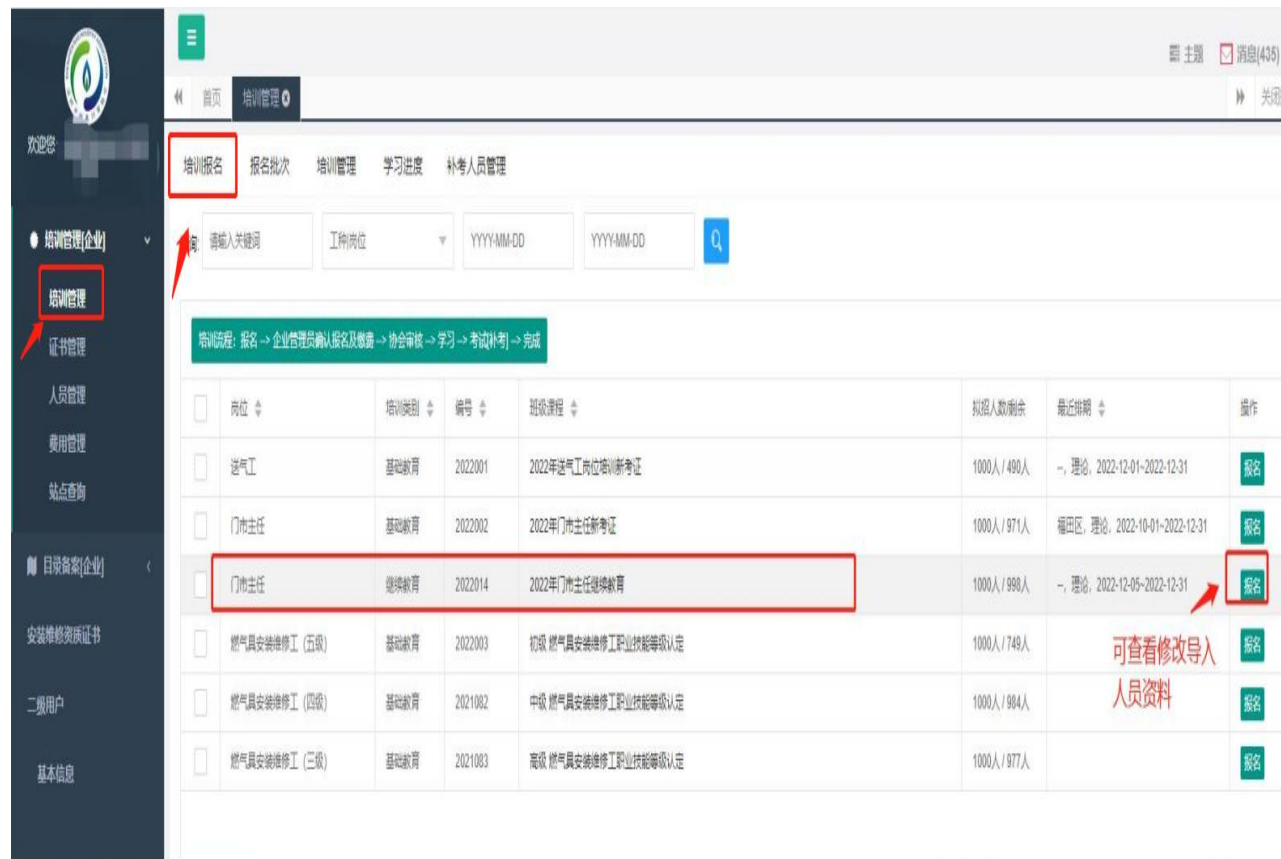 主题 消息(435)
首页 培训管理 关闭
欢迎您
培训报名 报名批次 培训管理 学习进度 补考人员管理
培训管理[企业]
询: 请输入关键词 工种/岗位 YYYY-MM-DD YYYY-MM-DD
培训管理
证书管理
人员管理
费用管理
站点查询
目录备案[企业]
安装维修资质证书
二级用户
基本信息
培训流程: 报名 --> 企业管理员确认报名及缴费 --> 协会审核 --> 学习 --> 考试[补考] --> 完成
岗位 培训类别 编号 班级课程 拟招人数/剩余 最近排期 操作
送气工 基础教育 2022001 2022年送气工岗位培训新考证 1000人 / 490人 --, 理论, 2022-12-01~2022-12-31 报名
门市主任 基础教育 2022002 2022年门市主任新考证 1000人 / 971人 福田区, 理论, 2022-10-01~2022-12-31 报名
门市主任 继续教育 2022014 2022年门市主任继续教育 1000人 / 998人 --, 理论, 2022-12-05~2022-12-31 报名
燃气具安装维修工 (五级) 基础教育 2022003 初级 燃气具安装维修工职业技能等级认定 1000人 / 749人 报名
燃气具安装维修工 (四级) 基础教育 2021082 中级 燃气具安装维修工职业技能等级认定 1000人 / 984人 报名
燃气具安装维修工 (三级) 基础教育 2021083 高级 燃气具安装维修工职业技能等级认定 1000人 / 977人 报名
可查看修改导入
人员资料